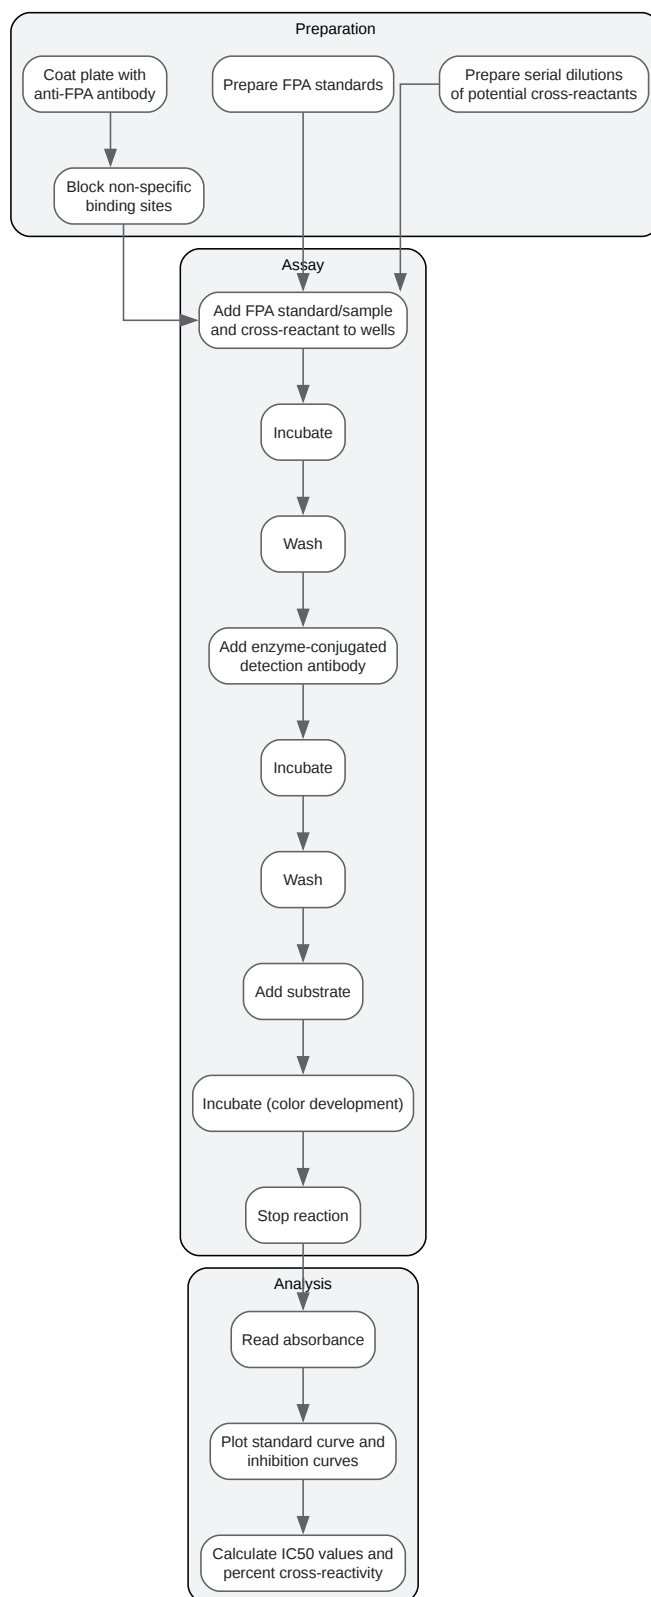 Preparation
Coat plate with
anti-FPA antibody
Prepare FPA standards
Prepare serial dilutions
of potential cross-reactants
Block non-specific
binding sites
Assay
Add FPA standard/sample
and cross-reactant to wells
Incubate
Wash
Add enzyme-conjugated
detection antibody
Incubate
Wash
Add substrate
Incubate (color development)
Stop reaction
Analysis
Read absorbance
Plot standard curve and
inhibition curves
Calculate IC50 values and
percent cross-reactivity